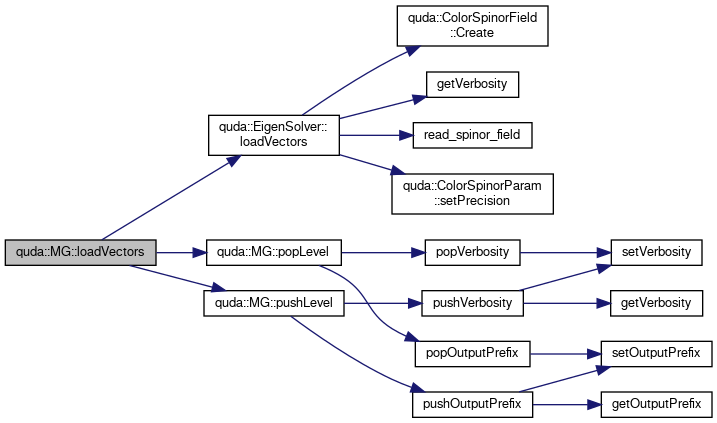 quda::ColorSpinorField
::Create
getVerbosity
quda::EigenSolver::
loadVectors
read_spinor_field
quda::ColorSpinorParam
::setPrecision
quda::MG::loadVectors
quda::MG::popLevel
popVerbosity
setVerbosity
quda::MG::pushLevel
pushVerbosity
getVerbosity
popOutputPrefix
setOutputPrefix
pushOutputPrefix
getOutputPrefix